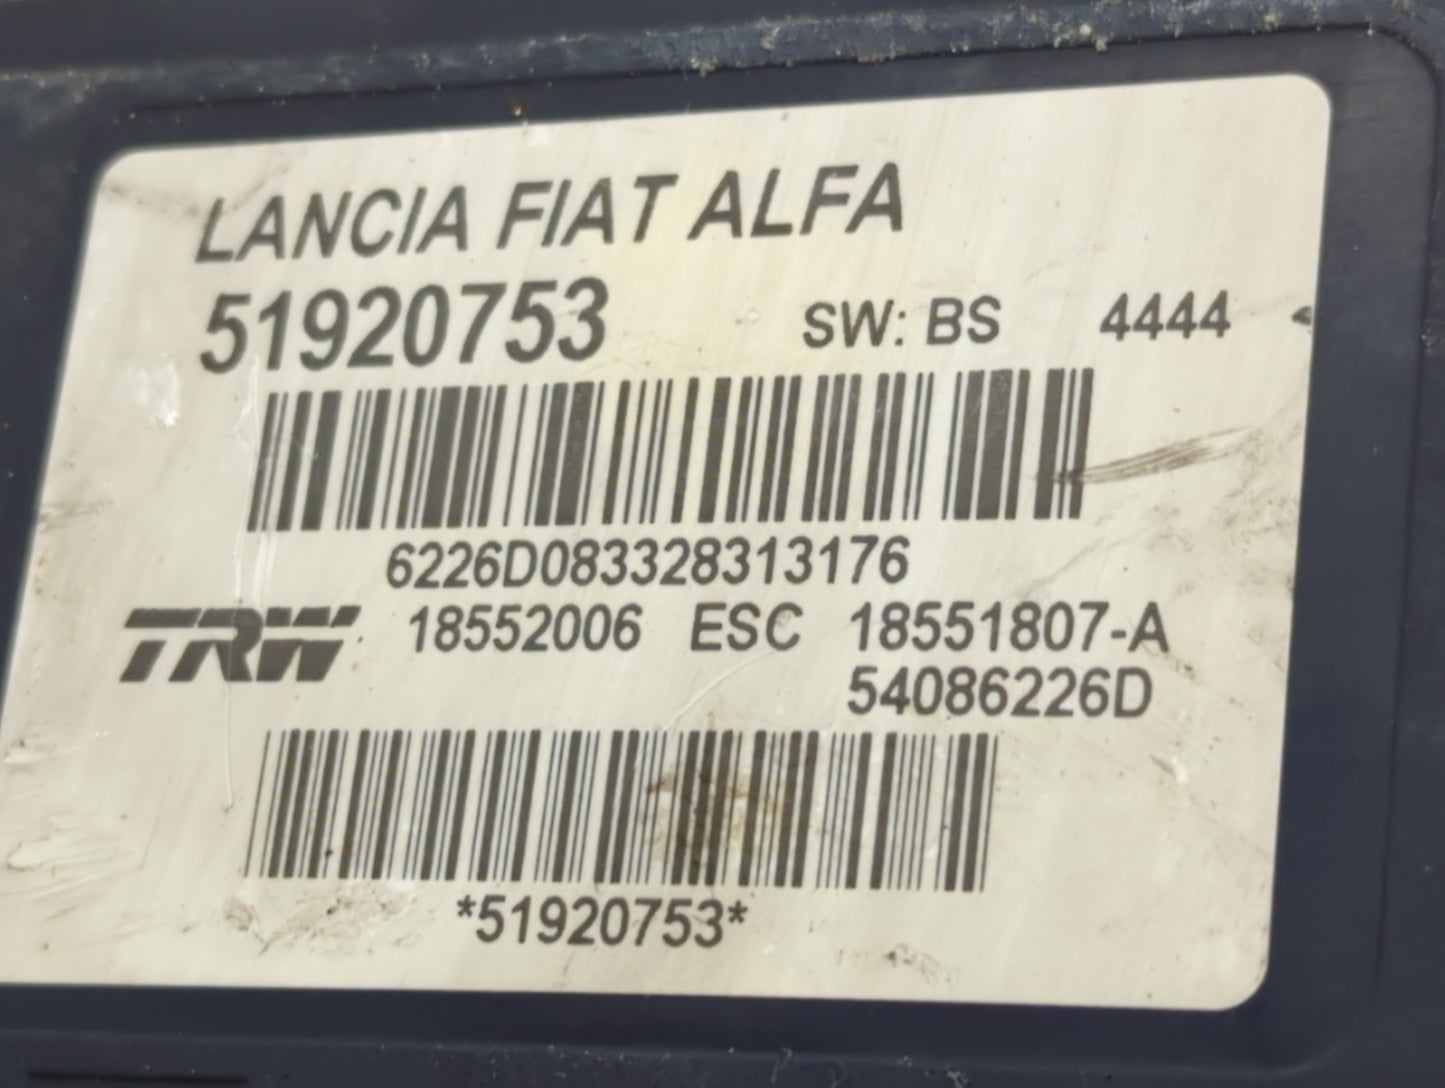 LANCIA FIAT ALFA
51920753 SW: BS 4444
6226D083328313176
TRW 18552006 ESC 18551807-A
54086226D
*51920753*